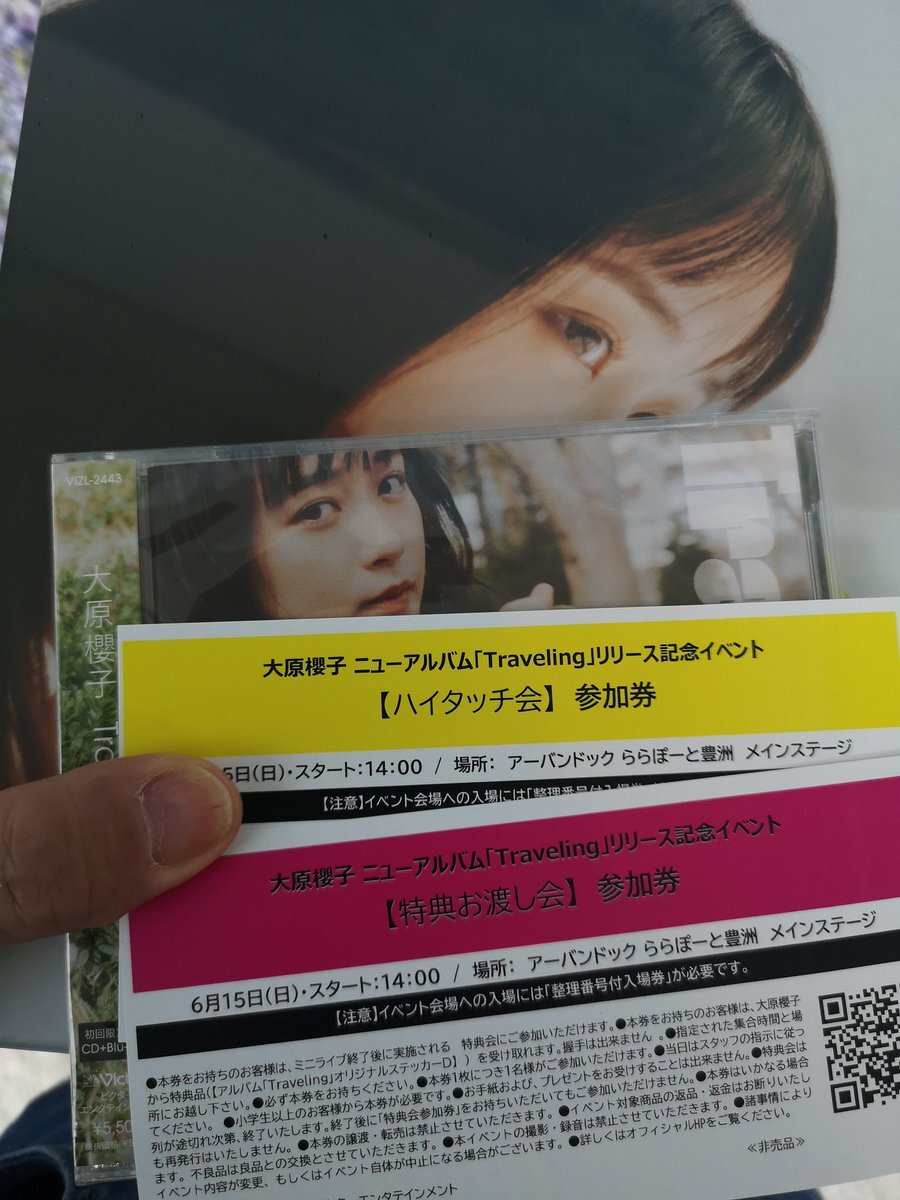 VIZL-2443
大原櫻子
大原櫻子 ニューアルバム「Traveling」リリース記念イベント
【ハイタッチ会】 参加券
5日(日)・スタート:14:00 / 場所: アーバンドック ららぽーと豊洲 メインステージ
【注意】イベント会場への入場には「整理番号付入場券
大原櫻子 ニューアルバム「Traveling」リリース記念イベント
【特典お渡し会】 参加券
6月15日(日)・スタート:14:00 / 場所: アーバンドック ららぽーと豊洲 メインステージ
【注意】イベント会場への入場には「整理番号付入場券」が必要です。
●本券をお持ちのお客様は、ミニライブ終了後に実施される 特典会にご参加いただけます。●本券をお持ちのお客様は、大原櫻子
から特典品(【アルバム「Traveling」オリジナルステッカーD】)を受け取れます。握手は出来ません。●指定された集合時間と場
所にお越し下さい。●必ず本券をお持ちください。●本券1枚につき1名様がご参加いただけます。●当日はスタッフの指示に従っ
てください。●小学生以上のお客様から本券が必要です。●お手紙および、プレゼントをお受けすることは出来ません。●特典会は
列が途切れ次第、終了いたします。終了後に「特典会参加券」をお持ちいただいてもご参加いただけません。●本券はいかなる場合
も再発行はいたしません。●本券の譲渡・転売は禁止させていただきます。●イベント対象商品の返品・返金はお断りいたし
ます。不良品は良品との交換とさせていただきます。●本イベントの撮影・録音は禁止させていただきます。●諸事情により
イベント内容が変更、もしくはイベント自体が中止になる場合がございます。●詳しくはオフィシャルHPをご覧ください。
≪非売品≫
初回限定
CD+Blu-
Vic
¥5,50
エンタテインメント